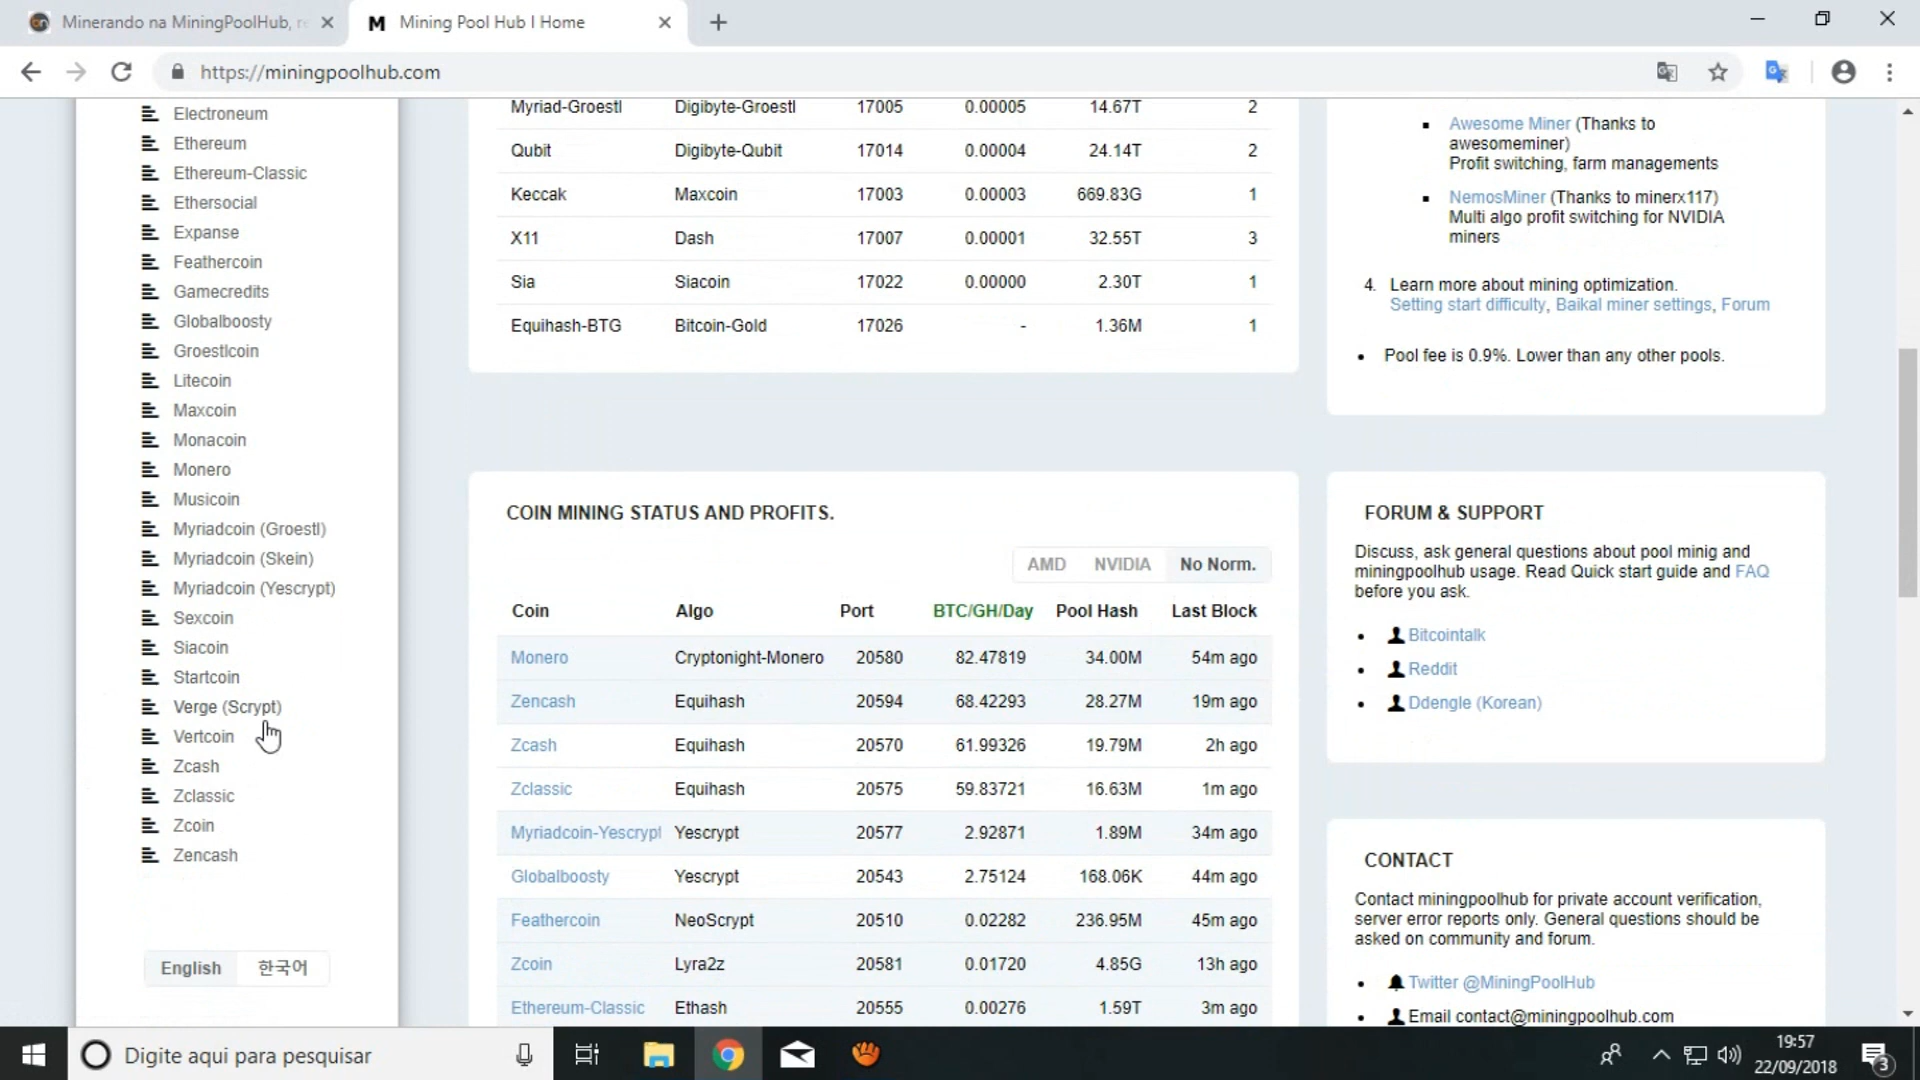 Minerando na MiningPoolHub, re
Mining Pool Hub | Home
https://miningpoolhub.com
Electroneum
Ethereum
Ethereum-Classic
Ethersocial
Expanse
Feathercoin
Gamecredits
Globalboosty
Groestlcoin
Litecoin
Maxcoin
Monacoin
Monero
Musicoin
Myriadcoin (Groestl)
Myriadcoin (Skein)
Myriadcoin (Yescrypt)
Sexcoin
Siacoin
Startcoin
Verge (Scrypt)
Vertcoin
Zcash
Zclassic
Zcoin
Zencash
English 한국어
Myriad-Groestl Digibyte-Groestl 17005 0.00005 14.67T 2
Qubit Digibyte-Qubit 17014 0.00004 24.14T 2
Keccak Maxcoin 17003 0.00003 669.83G 1
X11 Dash 17007 0.00001 32.55T 3
Sia Siacoin 17022 0.00000 2.30T 1
Equihash-BTG Bitcoin-Gold 17026 - 1.36M 1
COIN MINING STATUS AND PROFITS.
AMD NVIDIA No Norm.
Coin Algo Port BTC/GH/Day Pool Hash Last Block
Monero Cryptonight-Monero 20580 82.47819 34.00M 54m ago
Zencash Equihash 20594 68.42293 28.27M 19m ago
Zcash Equihash 20570 61.99326 19.79M 2h ago
Zclassic Equihash 20575 59.83721 16.63M 1m ago
Myriadcoin-Yescrypt Yescrypt 20577 2.92871 1.89M 34m ago
Globalboosty Yescrypt 20543 2.75124 168.06K 44m ago
Feathercoin NeoScrypt 20510 0.02282 236.95M 45m ago
Zcoin Lyra2z 20581 0.01720 4.85G 13h ago
Ethereum-Classic Ethash 20555 0.00276 1.59T 3m ago
Awesome Miner (Thanks to
awesomeminer)
Profit switching, farm managements
NemosMiner (Thanks to minerx117)
Multi algo profit switching for NVIDIA
miners
4. Learn more about mining optimization.
Setting start difficulty, Baikal miner settings, Forum
Pool fee is 0.9%. Lower than any other pools.
FORUM & SUPPORT
Discuss, ask general questions about pool minig and
miningpoolhub usage. Read Quick start guide and FAQ
before you ask.
Bitcointalk
Reddit
Ddengle (Korean)
CONTACT
Contact miningpoolhub for private account verification,
server error reports only. General questions should be
asked on community and forum.
Twitter @MiningPoolHub
Email contact@miningpoolhub.com
Digite aqui para pesquisar
19:57
22/09/2018
3